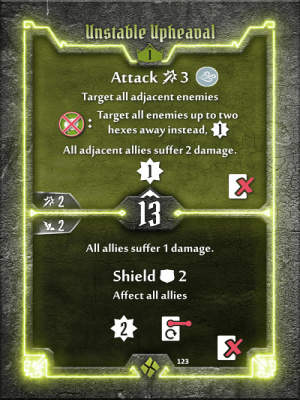 Unstable Upheaval
1
Attack 3
Target all adjacent enemies
: Target all enemies up to two
hexes away instead, 1
All adjacent allies suffer 2 damage.
1
2
13
2
All allies suffer 1 damage.
Shield 2
Affect all allies
2
123